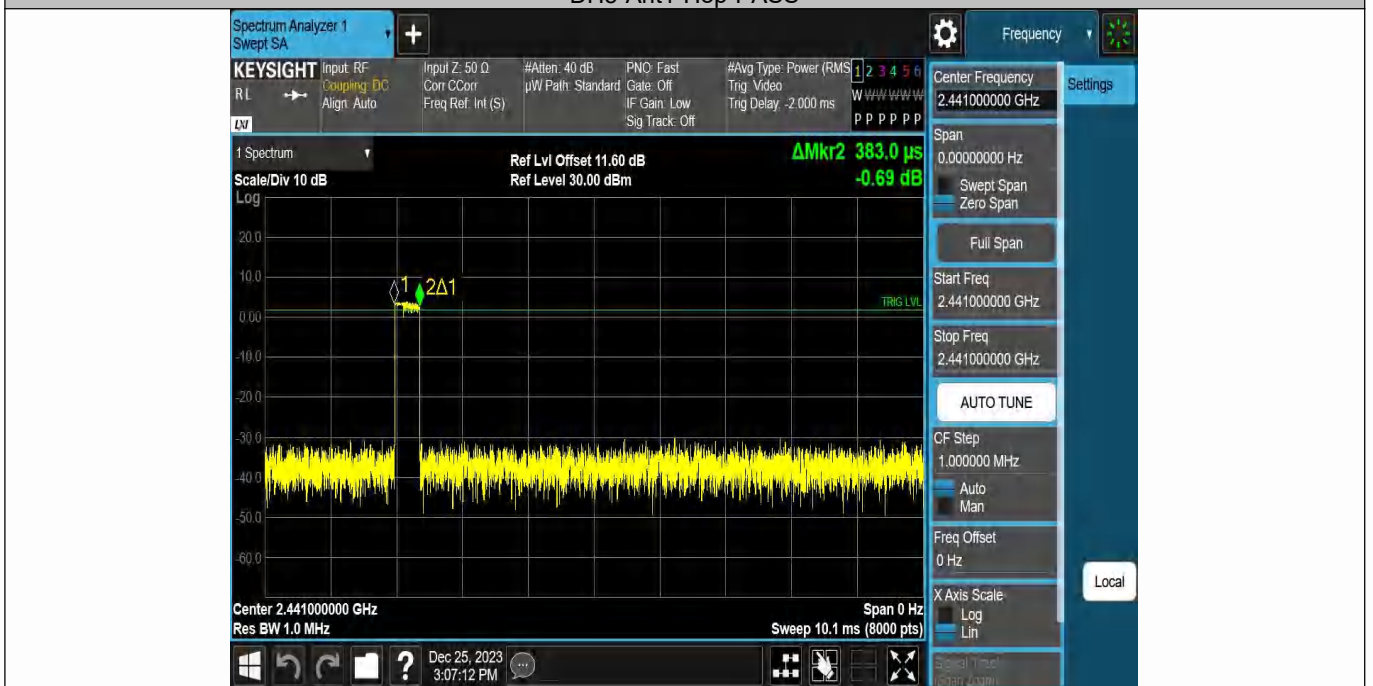 Spectrum Analyzer 1
Swept SA
+
Frequency
KEYSIGHT
RL
LXI
Input: RF
Coupling: DC
Align: Auto
Input Z: 50 Ω
Corr CCorr
Freq Ref: Int (S)
#Atten: 40 dB
µW Path: Standard
PNO: Fast
Gate: Off
IF Gain: Low
Sig Track: Off
#Avg Type: Power (RMS
Trig: Video
Trig Delay: -2.000 ms
1 2 3 4 5 6
W W W W W W
P P P P P P
Center Frequency
2.441000000 GHz
Settings
Span
0.00000000 Hz
Swept Span
Zero Span
Full Span
Start Freq
2.441000000 GHz
Stop Freq
2.441000000 GHz
AUTO TUNE
CF Step
1.000000 MHz
Auto
Man
Freq Offset
0 Hz
X Axis Scale
Log
Lin
Local
1 Spectrum
Scale/Div 10 dB
Ref Lvl Offset 11.60 dB
Ref Level 30.00 dBm
ΔMkr2 383.0 µs
-0.69 dB
Log
20.0
10.0
0.00
-10.0
-20.0
-30.0
-40.0
-50.0
-60.0
1
2Δ1
TRIG LVL
Center 2.441000000 GHz
Res BW 1.0 MHz
Span 0 Hz
Sweep 10.1 ms (8000 pts)
?
Dec 25, 2023
3:07:12 PM